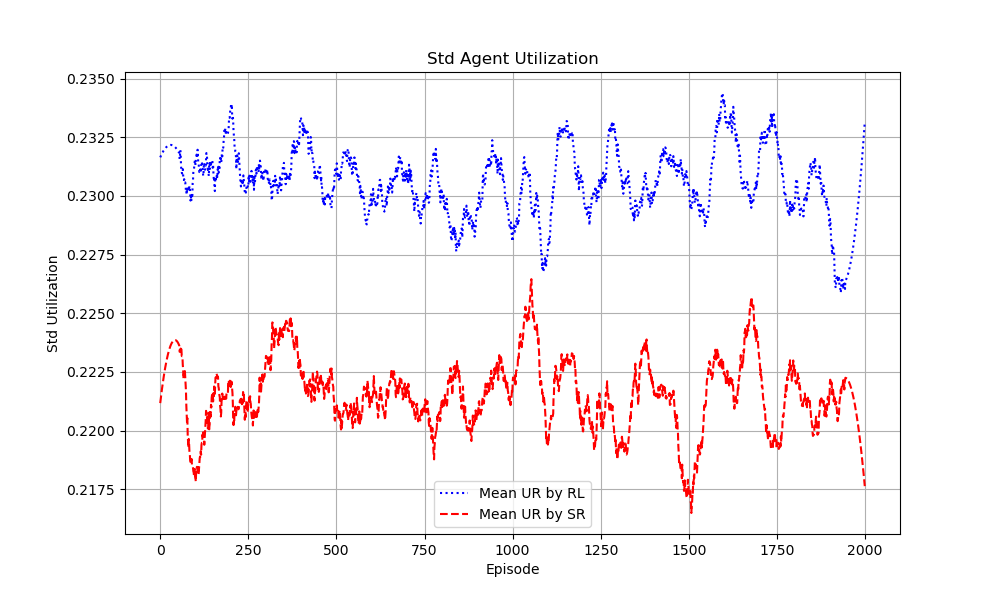 Std Agent Utilization
0.2350
0.2325
0.2300
0.2275
0.2250
0.2225
0.2200
0.2175
Std Utilization
Mean UR by RL
Mean UR by SR
0 250 500 750 1000 1250 1500 1750 2000
Episode